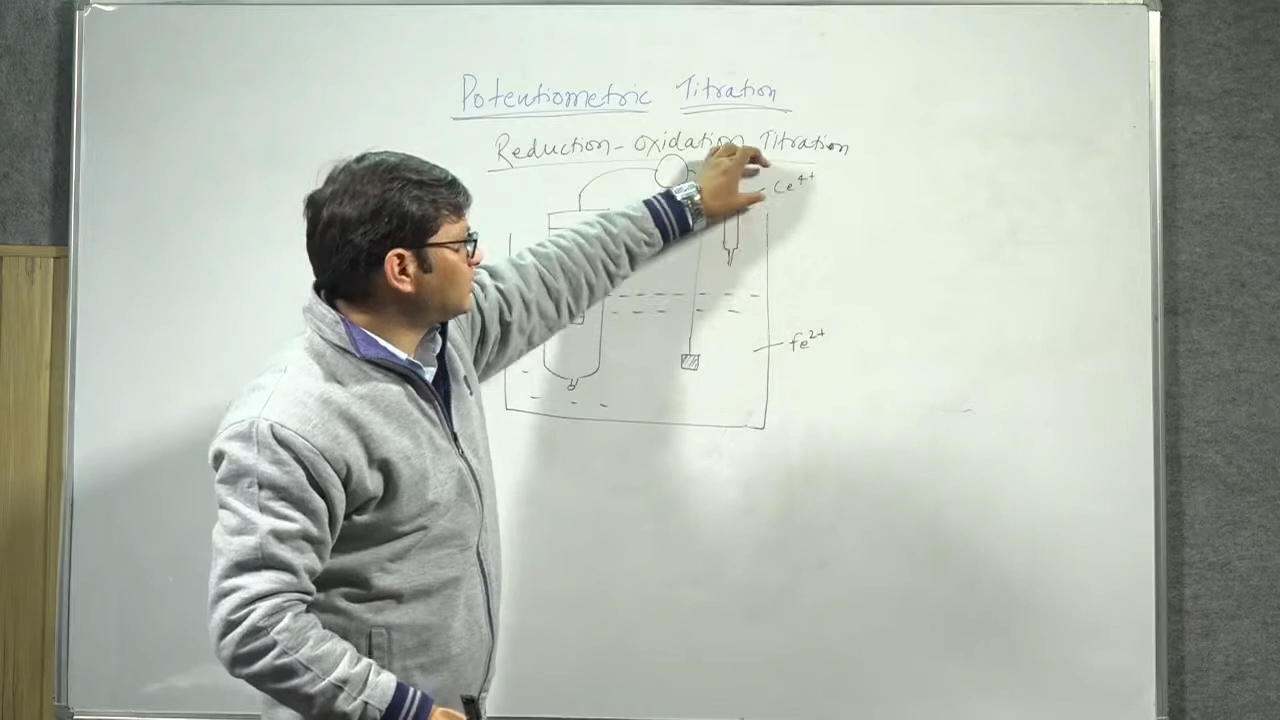 Potentiometric Titration
Reduction - oxidation Titration
Ce⁴⁺
fe²⁺